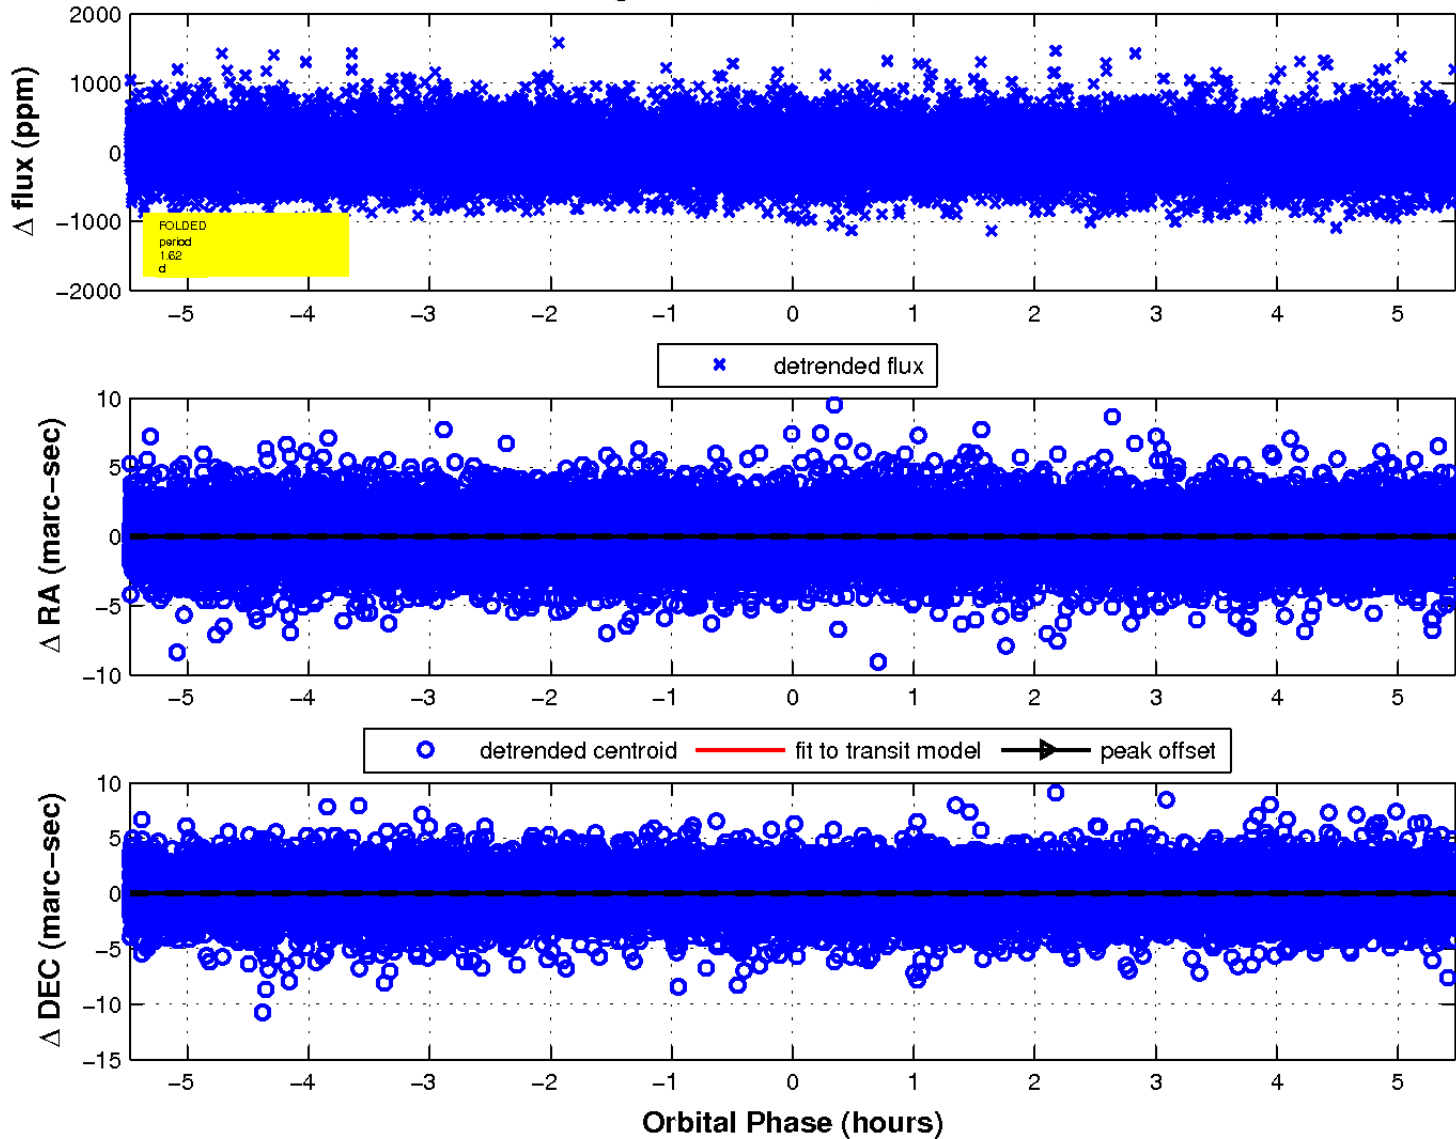 2000
1000
0
−1000
−2000
Δ flux (ppm)
FOLDED
period
1.62
d
−5 −4 −3 −2 −1 0 1 2 3 4 5
detrended flux
10
5
0
−5
−10
Δ RA (marc−sec)
−5 −4 −3 −2 −1 0 1 2 3 4 5
detrended centroid fit to transit model peak offset
10
5
0
−5
−10
−15
Δ DEC (marc−sec)
−5 −4 −3 −2 −1 0 1 2 3 4 5
Orbital Phase (hours)